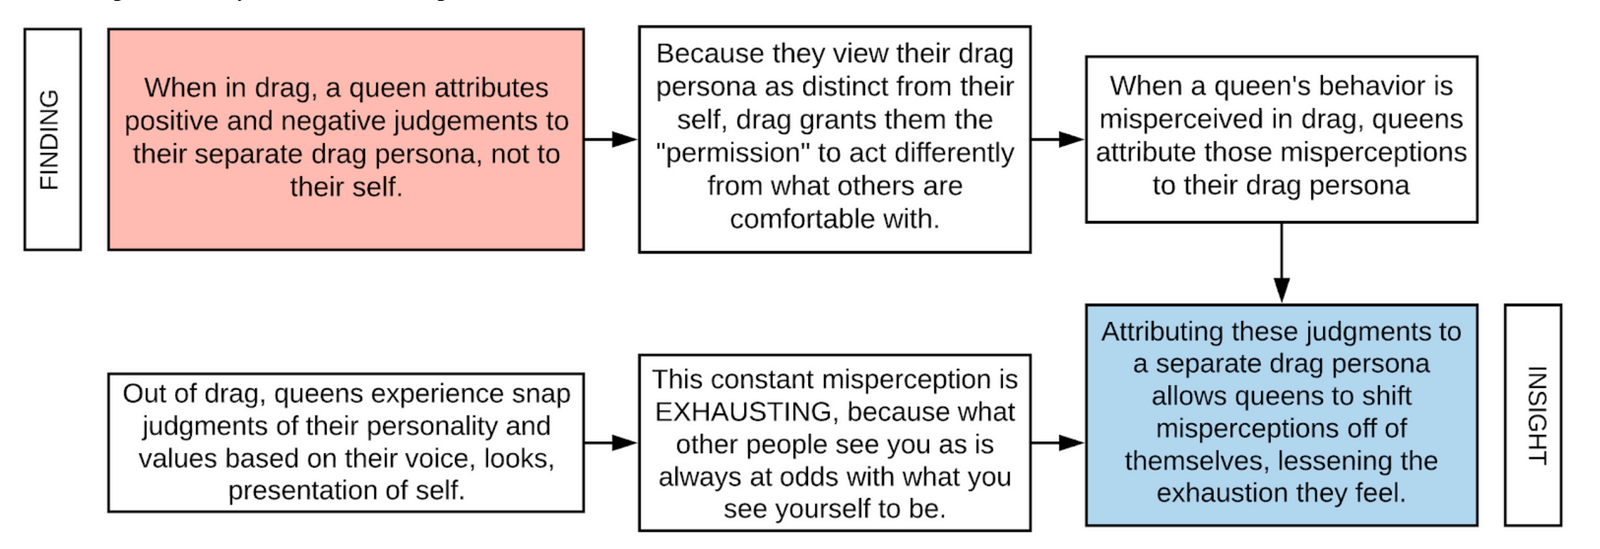 FINDING
When in drag, a queen attributes
positive and negative judgements to
their separate drag persona, not to
their self.
Because they view their drag
persona as distinct from their
self, drag grants them the
"permission" to act differently
from what others are
comfortable with.
When a queen's behavior is
misperceived in drag, queens
attribute those misperceptions
to their drag persona
Out of drag, queens experience snap
judgments of their personality and
values based on their voice, looks,
presentation of self.
This constant misperception is
EXHAUSTING, because what
other people see you as is
always at odds with what you
see yourself to be.
Attributing these judgments to
a separate drag persona
allows queens to shift
misperceptions off of
themselves, lessening the
exhaustion they feel.
INSIGHT